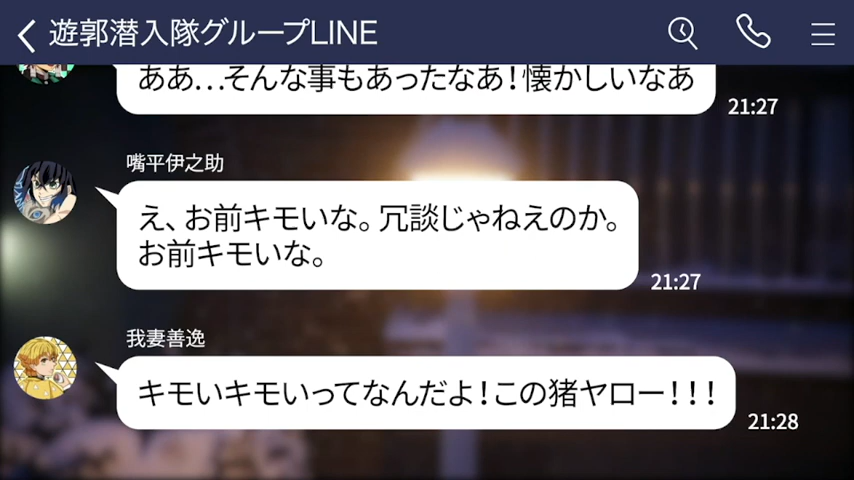 遊郭潜入隊グループLINE
ああ…そんな事もあったなあ！懐かしいなあ
21:27
嘴平伊之助
え、お前キモいな。冗談じゃねえのか。
お前キモいな。
21:27
我妻善逸
キモいキモいってなんだよ！この猪ヤロー！！！
21:28